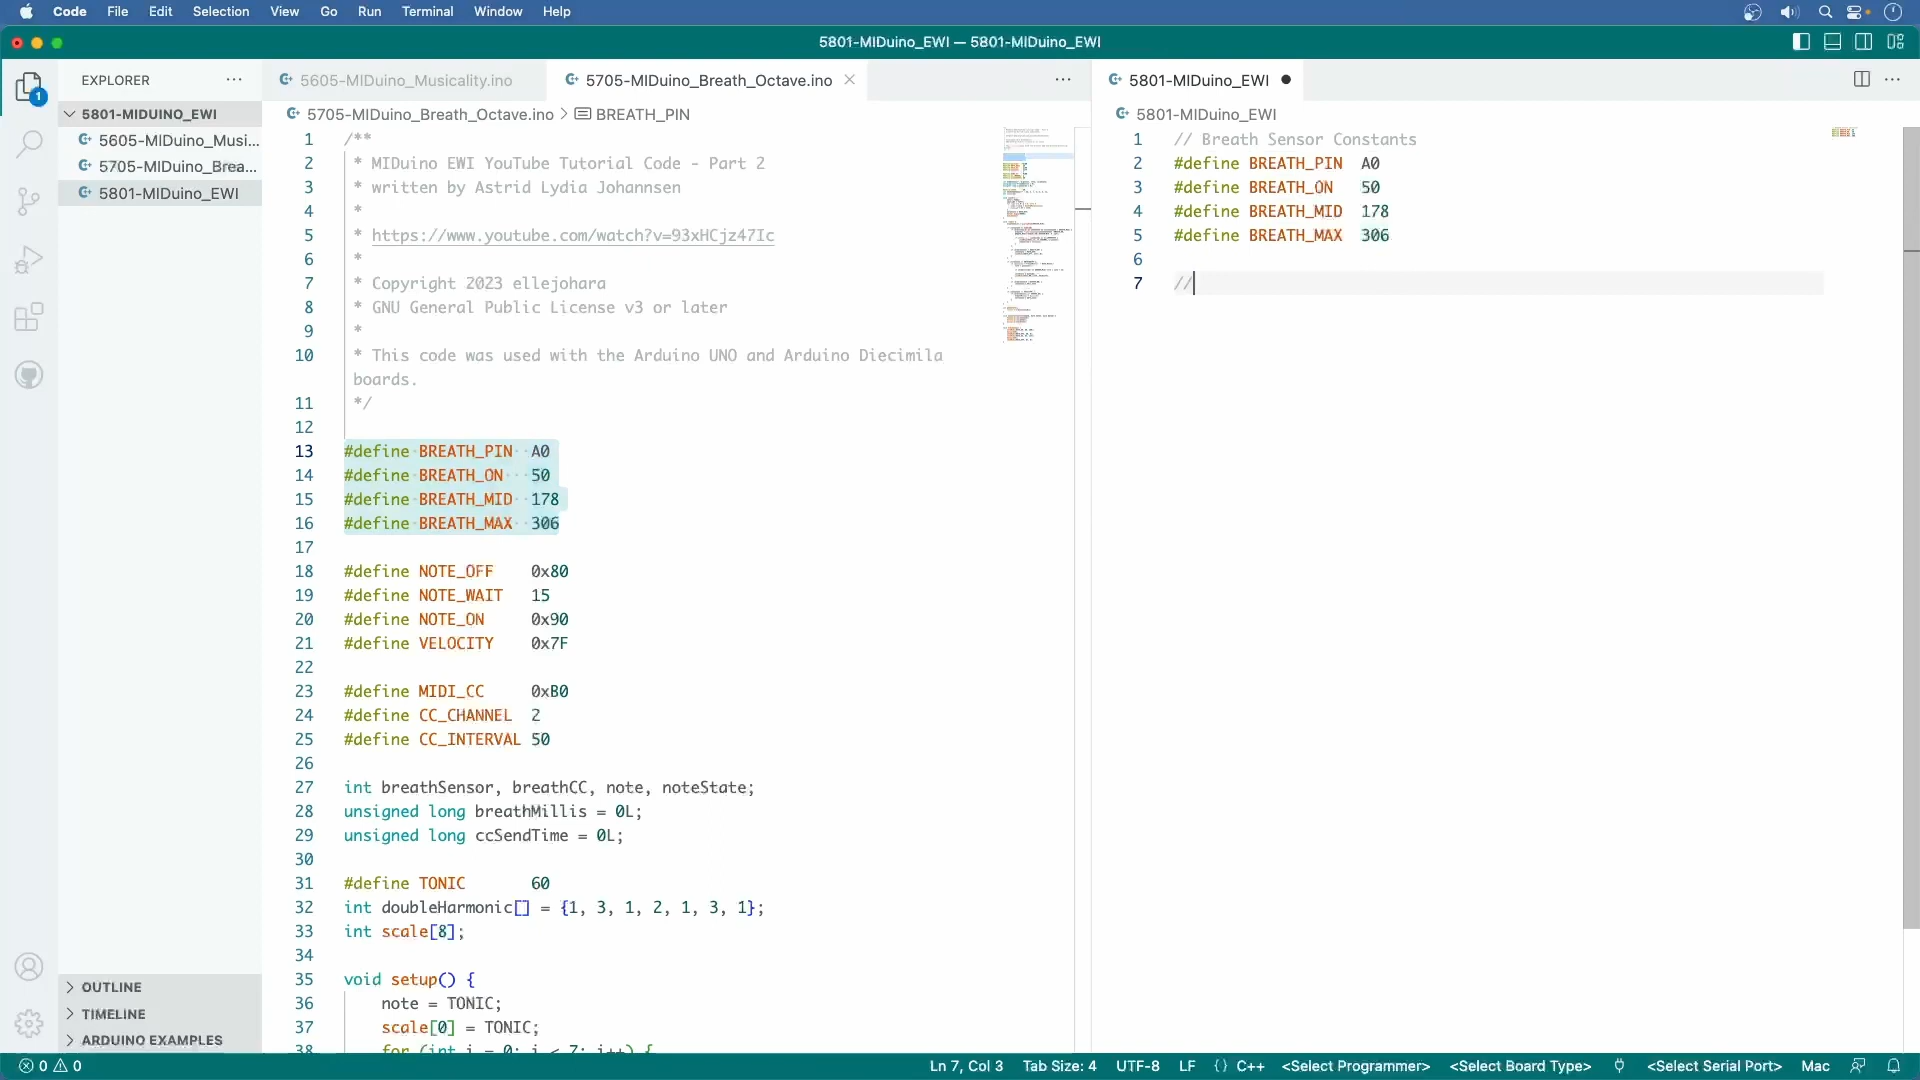 Code File Edit Selection View Go Run Terminal Window Help
5801-MIDuino_EWI — 5801-MIDuino_EWI
EXPLORER
1
5801-MIDUINO_EWI
5605-MIDuino_Musi...
5705-MIDuino_Brea...
5801-MIDuino_EWI
OUTLINE
TIMELINE
ARDUINO EXAMPLES
5605-MIDuino_Musicality.ino 5705-MIDuino_Breath_Octave.ino
5705-MIDuino_Breath_Octave.ino > BREATH_PIN
1 /**
2 * MIDuino EWI YouTube Tutorial Code - Part 2
3 * written by Astrid Lydia Johannsen
4 *
5 * https://www.youtube.com/watch?v=93xHCjz47Ic
6 *
7 * Copyright 2023 ellejohara
8 * GNU General Public License v3 or later
9 *
10 * This code was used with the Arduino UNO and Arduino Diecimila
boards.
11 */
12
13 #define BREATH_PIN A0
14 #define BREATH_ON 50
15 #define BREATH_MID 178
16 #define BREATH_MAX 306
17
18 #define NOTE_OFF 0x80
19 #define NOTE_WAIT 15
20 #define NOTE_ON 0x90
21 #define VELOCITY 0x7F
22
23 #define MIDI_CC 0xB0
24 #define CC_CHANNEL 2
25 #define CC_INTERVAL 50
26
27 int breathSensor, breathCC, note, noteState;
28 unsigned long breathMillis = 0L;
29 unsigned long ccSendTime = 0L;
30
31 #define TONIC 60
32 int doubleHarmonic[] = {1, 3, 1, 2, 1, 3, 1};
33 int scale[8];
34
35 void setup() {
36 note = TONIC;
37 scale[0] = TONIC;
38 for (int i = 0; i < 7; i++) {
5801-MIDuino_EWI
5801-MIDuino_EWI
1 // Breath Sensor Constants
2 #define BREATH_PIN A0
3 #define BREATH_ON 50
4 #define BREATH_MID 178
5 #define BREATH_MAX 306
6
7 //
0 0 Ln 7, Col 3 Tab Size: 4 UTF-8 LF {} C++ <Select Programmer> <Select Board Type> <Select Serial Port> Mac